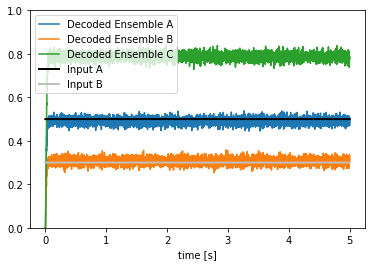 1.0
0.8
0.6
0.4
0.2
0.0
Decoded Ensemble A
Decoded Ensemble B
Decoded Ensemble C
Input A
Input B
0 1 2 3 4 5
time [s]